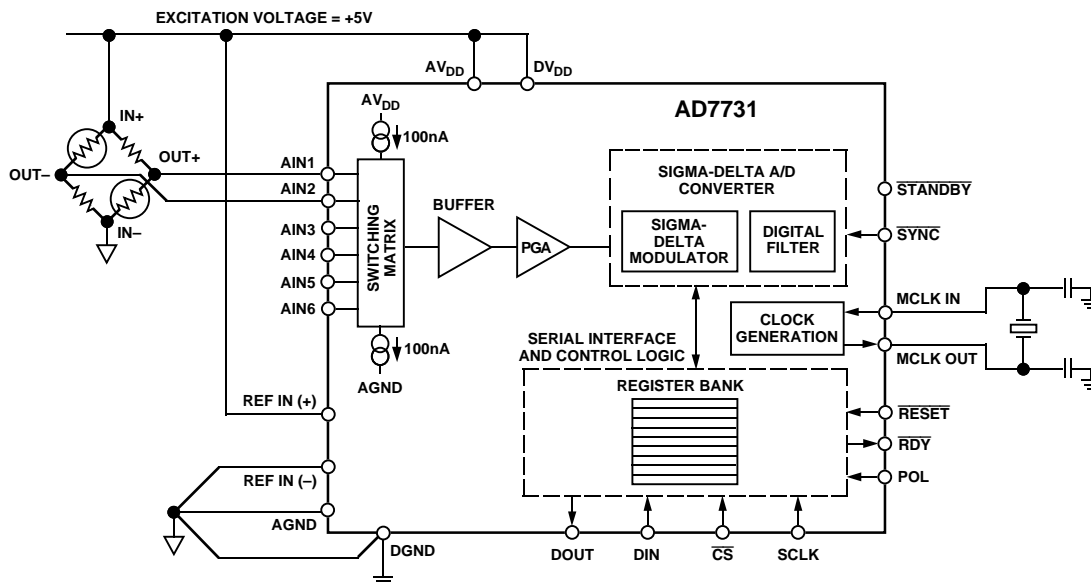 EXCITATION VOLTAGE = +5V
AVDD
DVDD
AD7731
AVDD
100nA
IN+
OUT+
OUT–
IN–
AIN1
AIN2
AIN3
AIN4
AIN5
AIN6
SWITCHING
MATRIX
BUFFER
PGA
SIGMA-DELTA A/D
CONVERTER
SIGMA-
DELTA
MODULATOR
DIGITAL
FILTER
STANDBY
SYNC
100nA
AGND
SERIAL INTERFACE
AND CONTROL LOGIC
CLOCK
GENERATION
MCLK IN
MCLK OUT
REGISTER BANK
REF IN (+)
REF IN (–)
AGND
DGND
RESET
RDY
POL
DOUT
DIN
CS
SCLK